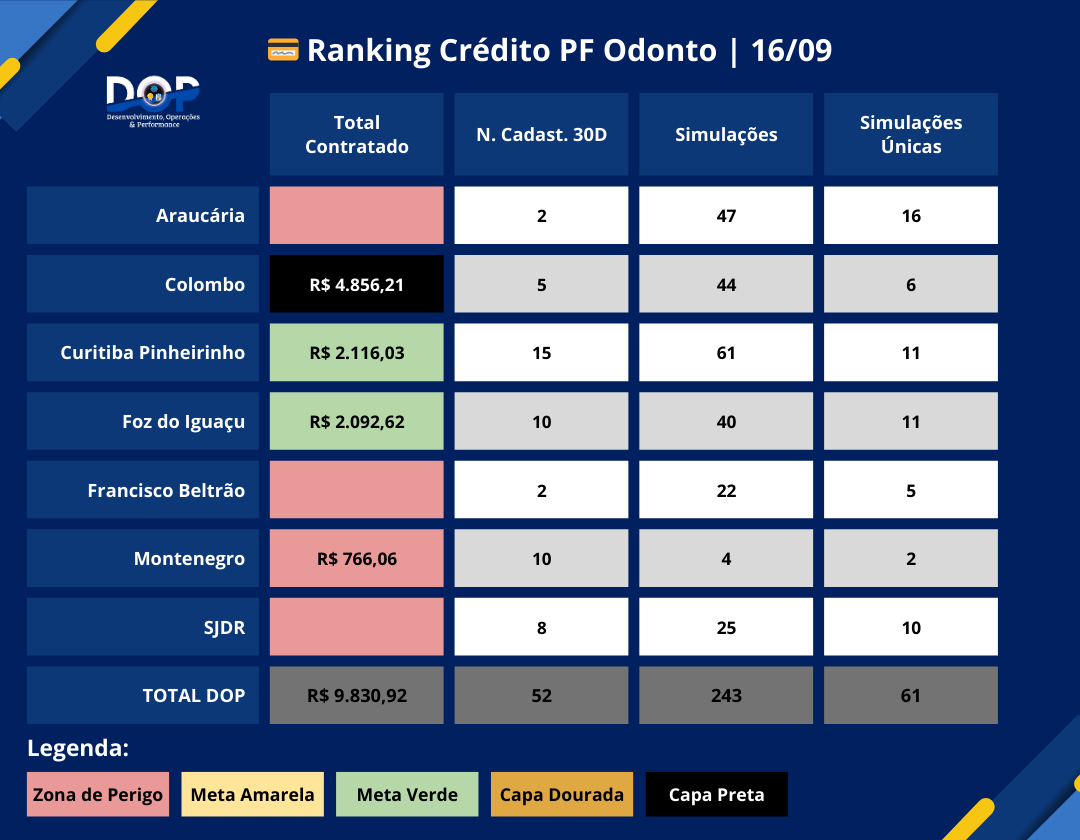 Ranking Crédito PF Odonto | 16/09
DOP
Desenvolvimento, Operações
& Performance
Total
Contratado
N. Cadast. 30D
Simulações
Simulações
Únicas
Araucária 2 47 16
Colombo R$ 4.856,21 5 44 6
Curitiba Pinheirinho R$ 2.116,03 15 61 11
Foz do Iguaçu R$ 2.092,62 10 40 11
Francisco Beltrão 2 22 5
Montenegro R$ 766,06 10 4 2
SJDR 8 25 10
TOTAL DOP R$ 9.830,92 52 243 61
Legenda:
Zona de Perigo Meta Amarela Meta Verde Capa Dourada Capa Preta